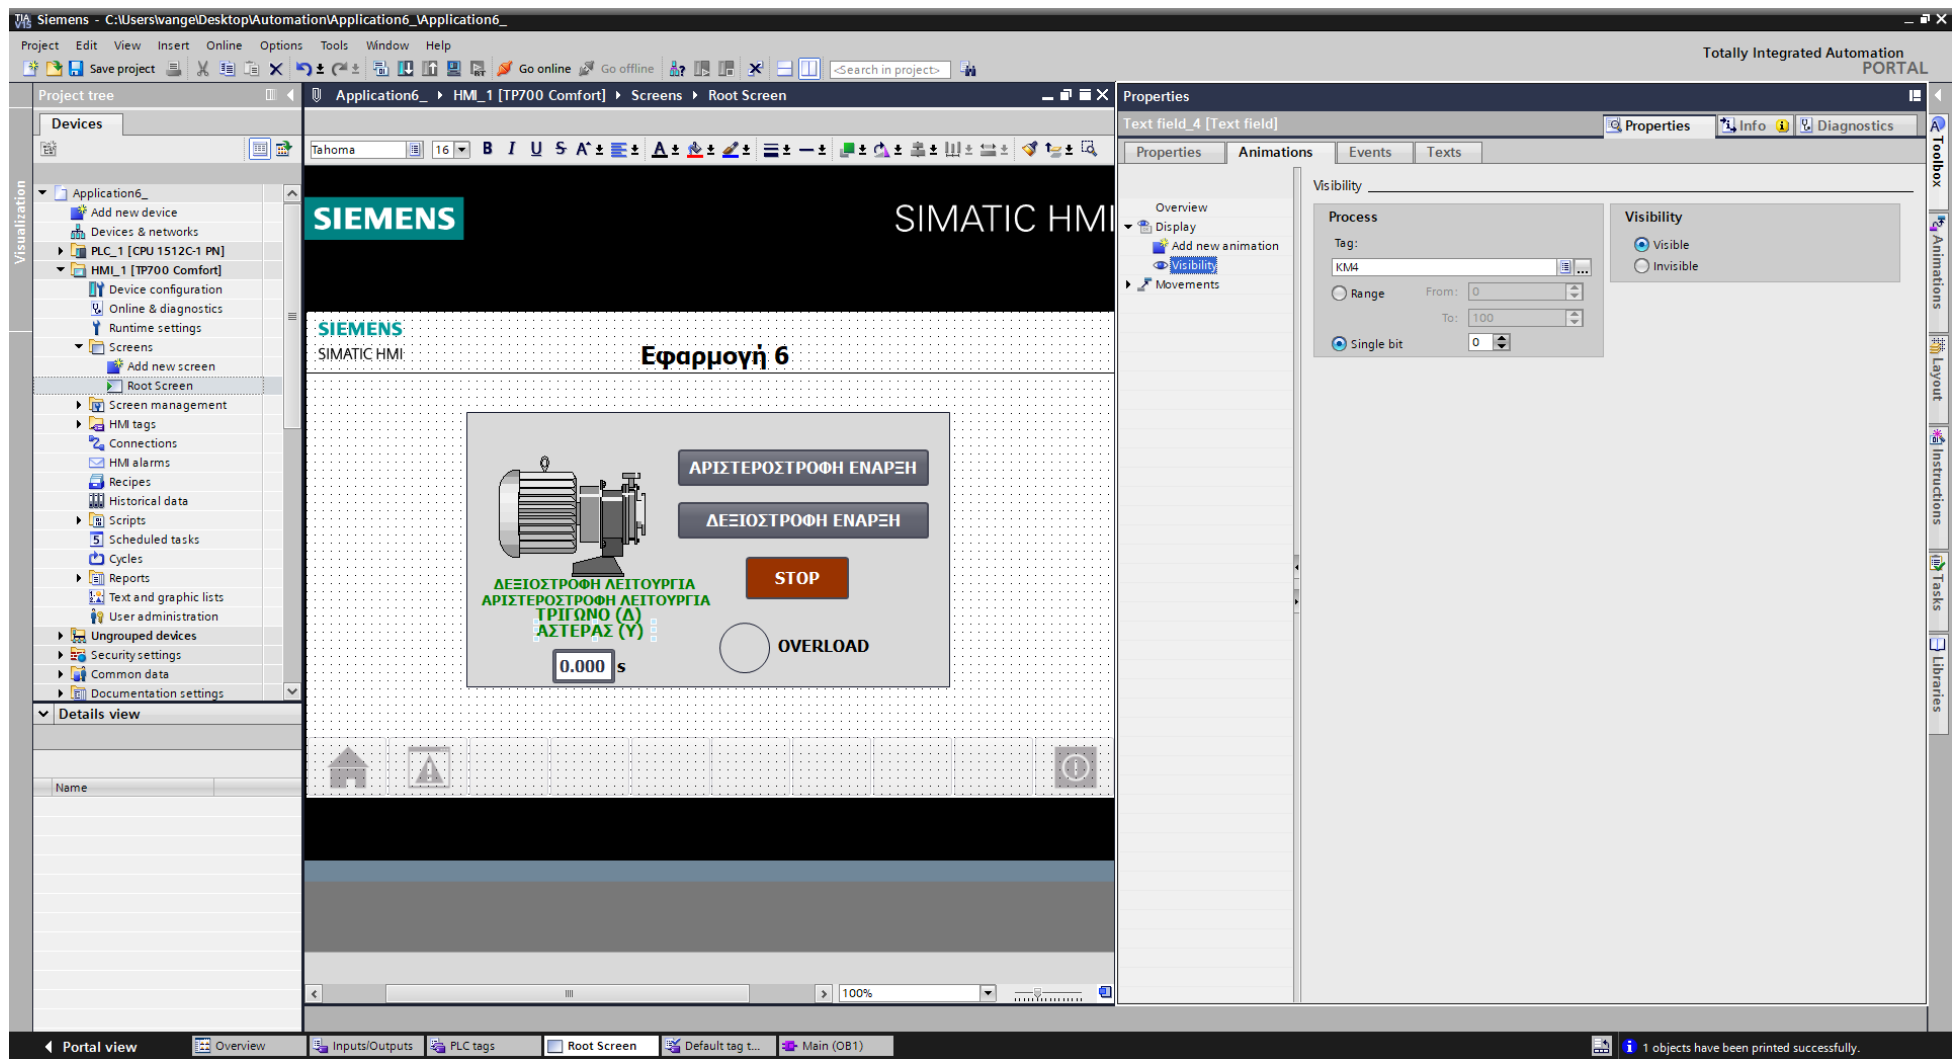 Siemens - C:\Users\vange\Desktop\Automation\Application6_\Application6_
Project Edit View Insert Online Options Tools Window Help
Totally Integrated Automation
PORTAL
Save project Go online Go offline <Search in project>
Project tree
Application6_ HMI_1 [TP700 Comfort] Screens Root Screen
Properties
Devices
Text field_4 [Text field]
Properties Info Diagnostics
Tahoma 16 B I U S
Properties Animations Events Texts
Visualization
Application6_
Add new device
Devices & networks
PLC_1 [CPU 1512C-1 PN]
HMI_1 [TP700 Comfort]
Device configuration
Online & diagnostics
Runtime settings
Screens
Add new screen
Root Screen
Screen management
HMI tags
Connections
HMI alarms
Recipes
Historical data
Scripts
Scheduled tasks
Cycles
Reports
Text and graphic lists
User administration
Ungrouped devices
Security settings
Common data
Documentation settings
Details view
Name
SIEMENS
SIMATIC HMI
SIEMENS
SIMATIC HMI
Εφαρμογή 6
ΑΡΙΣΤΕΡΟΣΤΡΟΦΗ ΕΝΑΡΞΗ
ΔΕΞΙΟΣΤΡΟΦΗ ΕΝΑΡΞΗ
STOP
ΔΕΞΙΟΣΤΡΟΦΗ ΛΕΙΤΟΥΡΓΙΑ
ΑΡΙΣΤΕΡΟΣΤΡΟΦΗ ΛΕΙΤΟΥΡΓΙΑ
ΤΡΙΓΩΝΟ (Δ)
ΑΣΤΕΡΑΣ (Υ)
OVERLOAD
0.000 s
100%
Overview
Display
Add new animation
Visibility
Movements
Visibility
Process
Tag:
KM4
Range From: 0
To: 100
Single bit 0
Visibility
Visible
Invisible
Toolbox
Animations
Layout
Instructions
Tasks
Libraries
Portal view Overview Inputs/Outputs PLC tags Root Screen Default tag t... Main (OB1)
1 objects have been printed successfully.